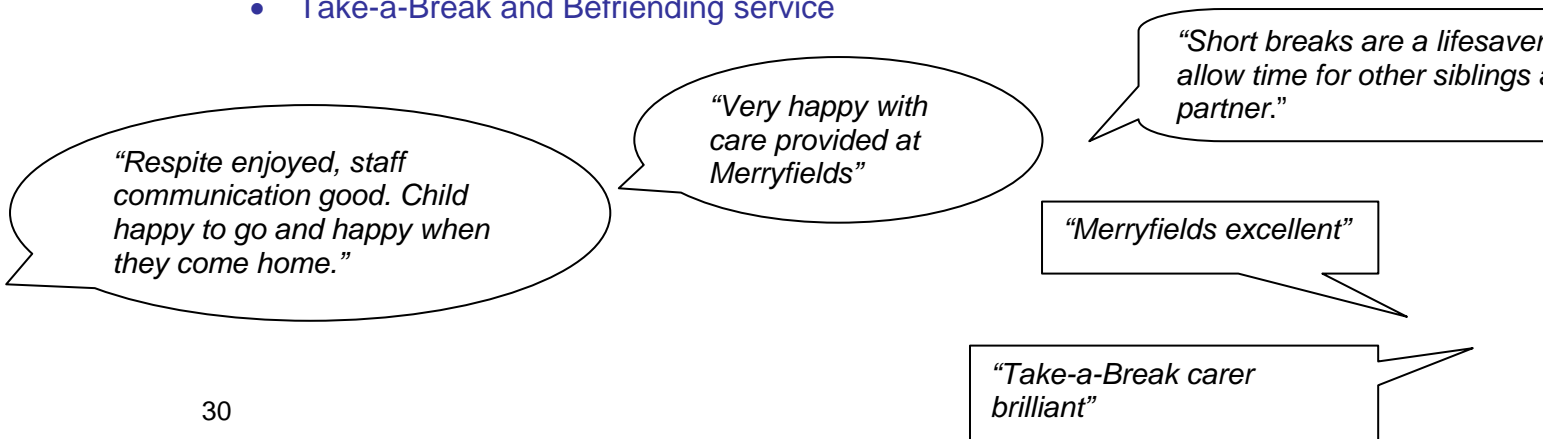 • Take-a-Break and Befriending service
“Short breaks are a lifesaver
allow time for other siblings
partner.”
“Very happy with
care provided at
Merryfields”
“Respite enjoyed, staff
communication good. Child
happy to go and happy when
they come home.”
“Merryfields excellent”
“Take-a-Break carer
brilliant”
30